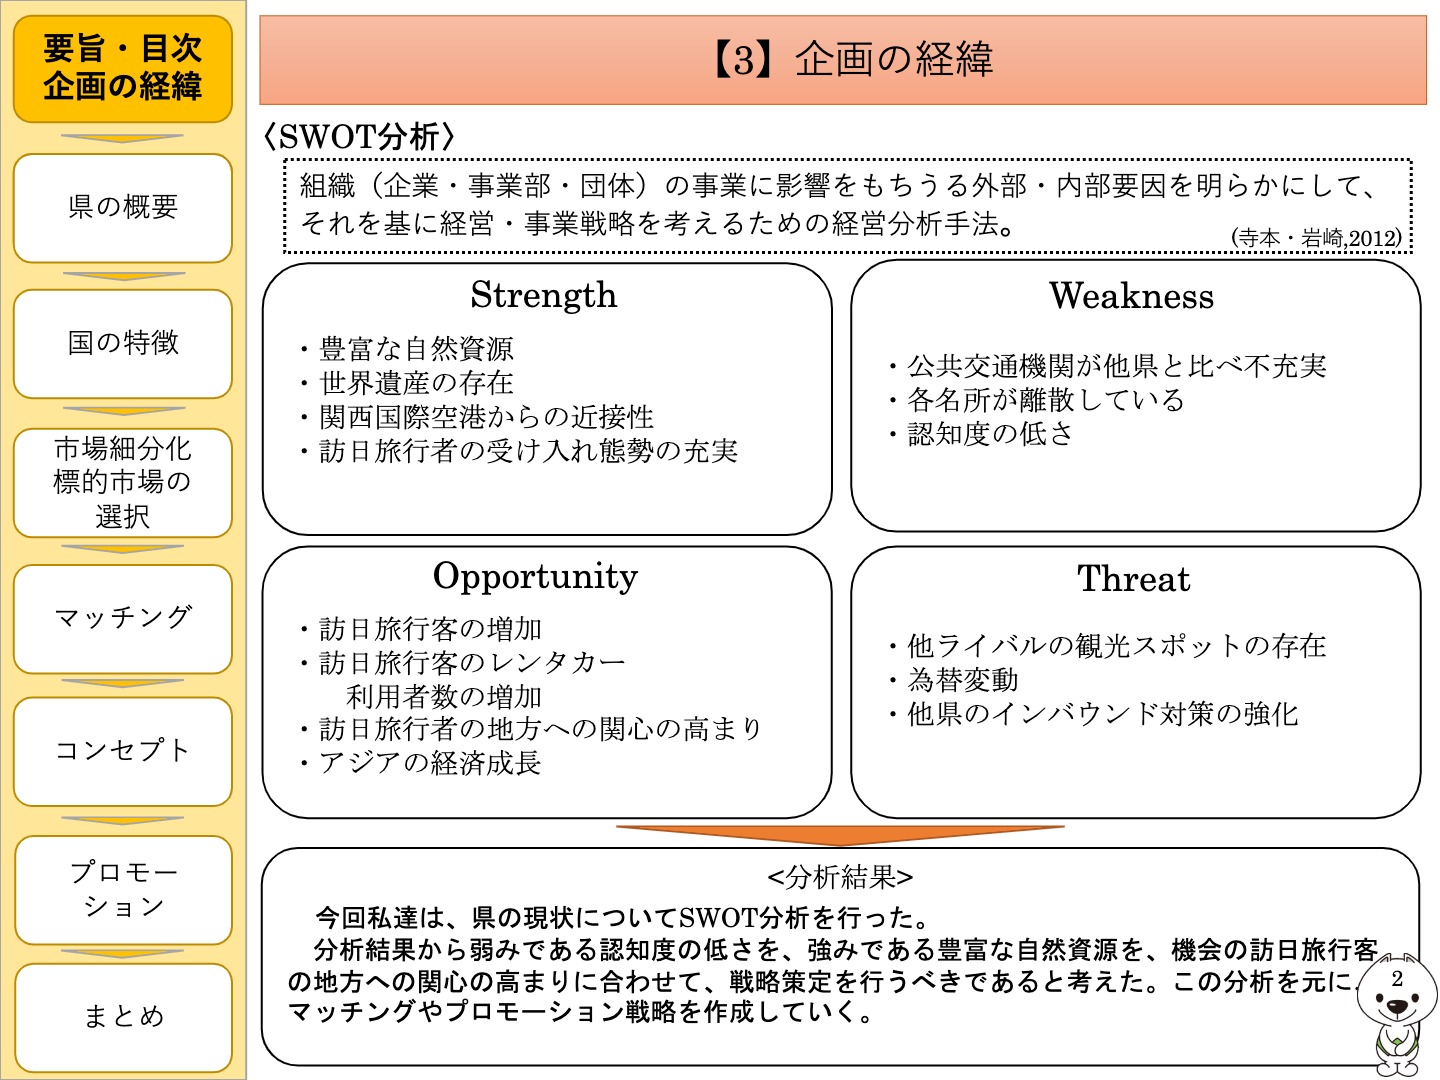 要旨・目次
企画の経緯
県の概要
国の特徴
市場細分化
標的市場の
選択
マッチング
コンセプト
プロモー
ション
まとめ
【3】企画の経緯
〈SWOT分析〉
組織（企業・事業部・団体）の事業に影響をもちうる外部・内部要因を明らかにして、
それを基に経営・事業戦略を考えるための経営分析手法。
(寺本・岩崎,2012)
Strength
・豊富な自然資源
・世界遺産の存在
・関西国際空港からの近接性
・訪日旅行者の受け入れ態勢の充実
Weakness
・公共交通機関が他県と比べ不充実
・各名所が離散している
・認知度の低さ
Opportunity
・訪日旅行客の増加
・訪日旅行客のレンタカー
利用者数の増加
・訪日旅行者の地方への関心の高まり
・アジアの経済成長
Threat
・他ライバルの観光スポットの存在
・為替変動
・他県のインバウンド対策の強化
<分析結果>
今回私達は、県の現状についてSWOT分析を行った。
分析結果から弱みである認知度の低さを、強みである豊富な自然資源を、機会の訪日旅行客
の地方への関心の高まりに合わせて、戦略策定を行うべきであると考えた。この分析を元に、
マッチングやプロモーション戦略を作成していく。
2